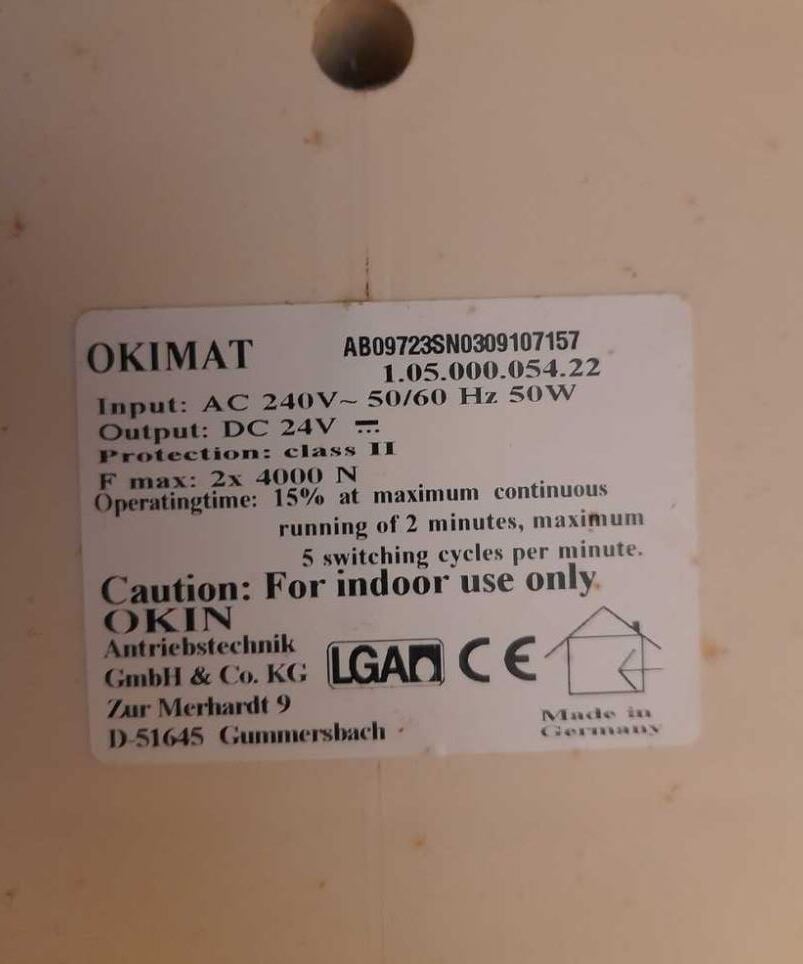 OKIMAT
AB09723SN0309107157
1.05.000.054.22
Input: AC 240V~ 50/60 Hz 50W
Output: DC 24V ⎓
Protection: class II
F max: 2x 4000 N
Operatingtime: 15% at maximum continuous
running of 2 minutes, maximum
5 switching cycles per minute.
Caution: For indoor use only.
OKIN
Antriebstechnik
GmbH & Co. KG
Zur Merhardt 9
D-51645 Gummersbach
LGA
CE
Made in
Germany